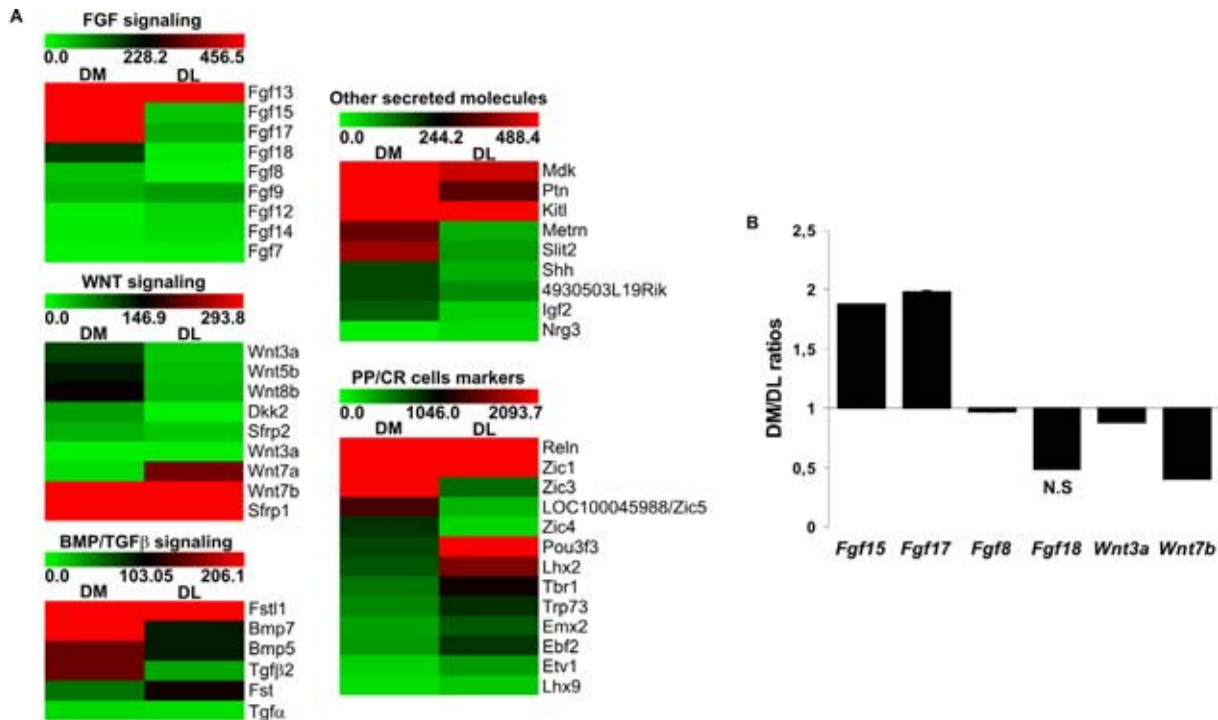 A
FGF signaling
0.0 228.2 456.5
DM DL
Fgf13
Fgf15
Fgf17
Fgf18
Fgf8
Fgf9
Fgf12
Fgf14
Fgf7
WNT signaling
0.0 146.9 293.8
DM DL
Wnt3a
Wnt5b
Wnt8b
Dkk2
Sfrp2
Wnt3a
Wnt7a
Wnt7b
Sfrp1
BMP/TGFβ signaling
0.0 103.05 206.1
DM DL
Fstl1
Bmp7
Bmp5
Tgfβ2
Fst
Tgfα
Other secreted molecules
0.0 244.2 488.4
DM DL
Mdk
Ptn
Kitl
Metrn
Slit2
Shh
4930503L19Rik
Igf2
Nrg3
PP/CR cells markers
0.0 1046.0 2093.7
DM DL
Reln
Zic1
Zic3
LOC100045988/Zic5
Zic4
Pou3f3
Lhx2
Tbr1
Trp73
Emx2
Ebf2
Etv1
Lhx9
B
DM/DL ratios
2,5
2
1,5
1
0,5
0
N.S
Fgf15 Fgf17 Fgf8 Fgf18 Wnt3a Wnt7b